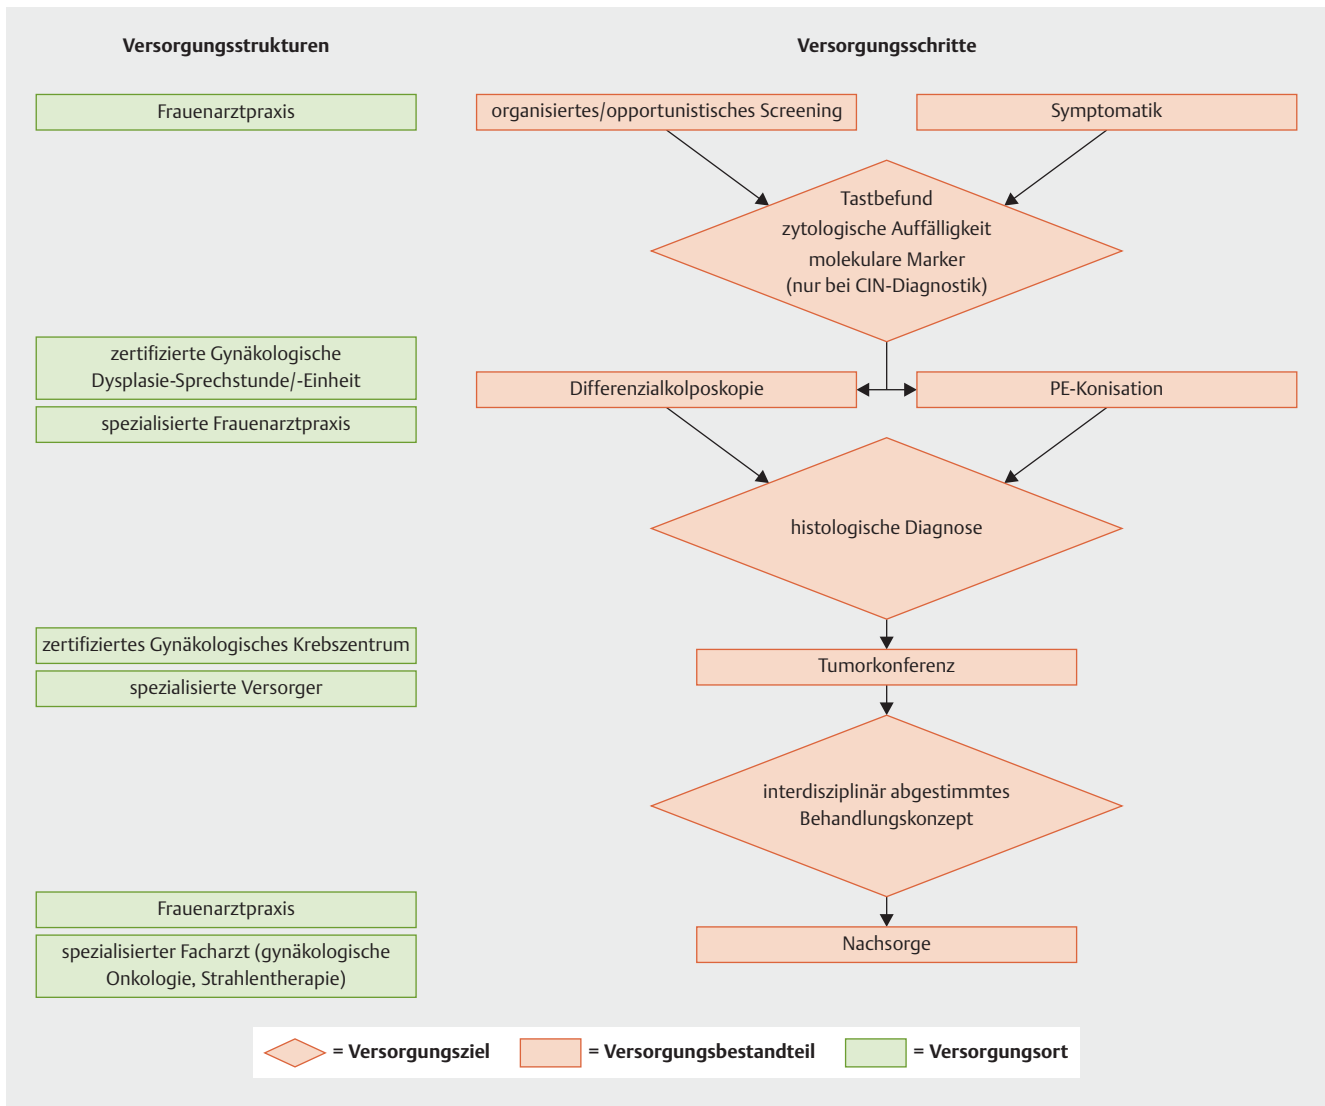 Versorgungsstrukturen
Versorgungsschritte
Frauenarztpraxis
organisiertes/opportunistisches Screening
Symptomatik
Tastbefund
zytologische Auffälligkeit
molekulare Marker
(nur bei CIN-Diagnostik)
zertifizierte Gynäkologische
Dysplasie-Sprechstunde/-Einheit
spezialisierte Frauenarztpraxis
Differenzialkolposkopie
PE-Konisation
histologische Diagnose
zertifiziertes Gynäkologisches Krebszentrum
spezialisierte Versorger
Tumorkonferenz
interdisziplinär abgestimmtes
Behandlungskonzept
Frauenarztpraxis
spezialisierter Facharzt (gynäkologische
Onkologie, Strahlentherapie)
Nachsorge
= Versorgungsziel
= Versorgungsbestandteil
= Versorgungsort